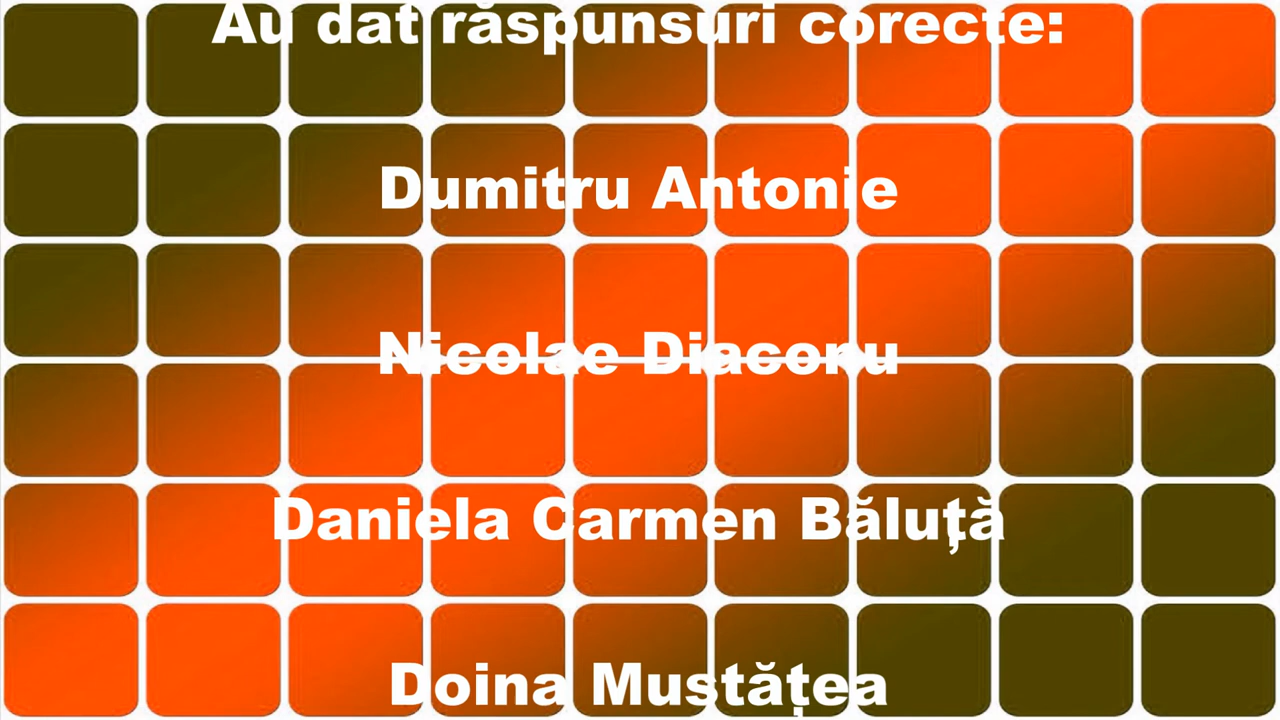 Au dat răspunsuri corecte:
Dumitru Antonie
Nicolae Diaconu
Daniela Carmen Băluță
Doina Mustățea